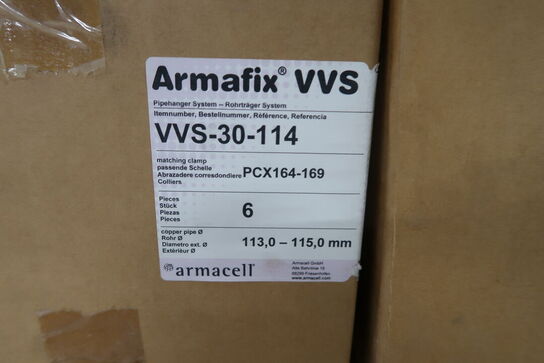 Armafix® VVS
Pipehanger System – Rohrträger System
Itemnumber, Bestellnummer, Référence, Referencia
VVS-30-114
matching clamp
passende Schelle
Abrazadere correspondiere PCX164-169
Colliers
Pieces
Stück
Plezas
Pieces
6
copper pipe Ø
Rohr Ø
Diametro ext. Ø
Extérieur Ø
113,0 – 115,0 mm
armacell®
Armacell GmbH
www.armacell.com